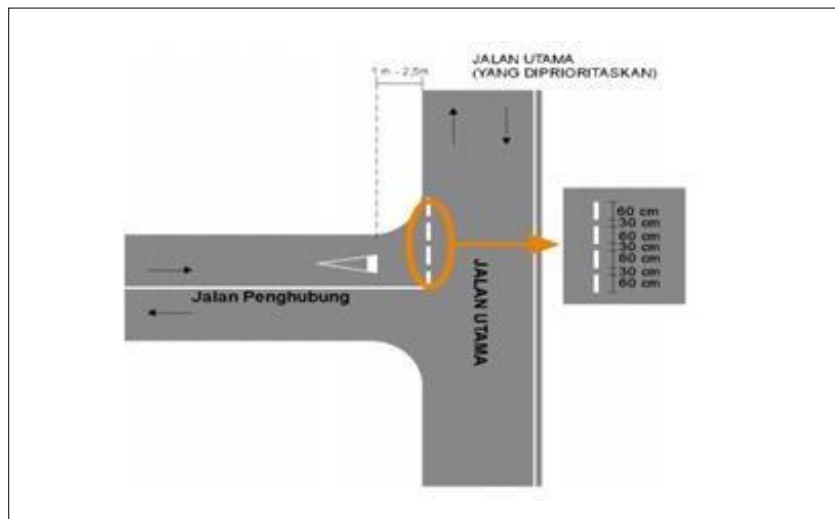 JALAN UTAMA
(YANG DIPRIORITASKAN)
1 m - 2,5m
60 cm
30 cm
60 cm
30 cm
60 cm
30 cm
60 cm
Jalan Penghubung
JALAN UTAMA